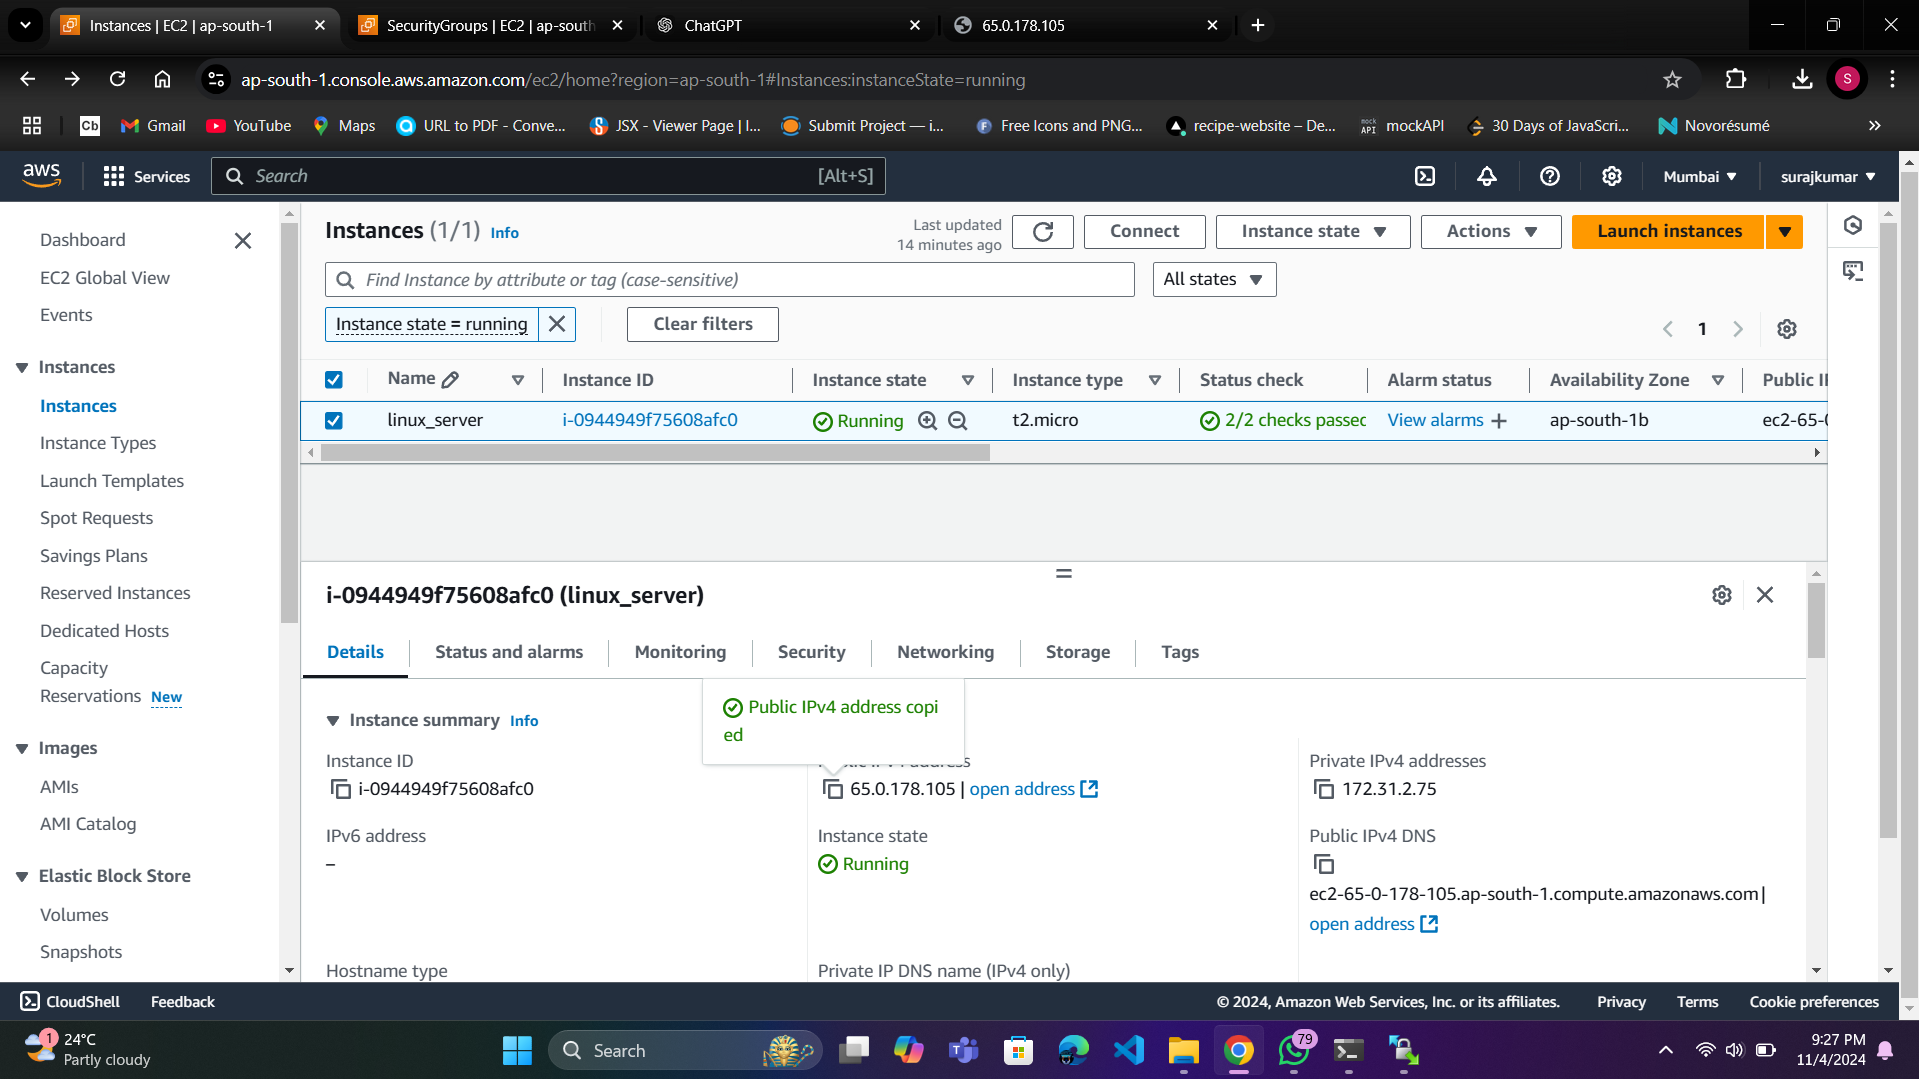 Instances | EC2 | ap-south-1
SecurityGroups | EC2 | ap-south
ChatGPT
65.0.178.105
ap-south-1.console.aws.amazon.com/ec2/home?region=ap-south-1#Instances:instanceState=running
S
Cb
Gmail
YouTube
Maps
URL to PDF - Conve...
JSX - Viewer Page | I...
Submit Project — i...
Free Icons and PNG...
recipe-website – De...
mock API
mockAPI
30 Days of JavaScri...
Novorésumé
aws
Services
Search
[Alt+S]
Mumbai
surajkumar
Dashboard
EC2 Global View
Events
Instances
Instances
Instance Types
Launch Templates
Spot Requests
Savings Plans
Reserved Instances
Dedicated Hosts
Capacity
Reservations New
Images
AMIs
AMI Catalog
Elastic Block Store
Volumes
Snapshots
Instances (1/1) Info
Last updated
14 minutes ago
Connect
Instance state
Actions
Launch instances
Find Instance by attribute or tag (case-sensitive)
All states
Instance state = running
Clear filters
1
Name
Instance ID
Instance state
Instance type
Status check
Alarm status
Availability Zone
Public I
linux_server
i-0944949f75608afc0
Running
t2.micro
2/2 checks passec
View alarms
ap-south-1b
ec2-65-0
i-0944949f75608afc0 (linux_server)
Details
Status and alarms
Monitoring
Security
Networking
Storage
Tags
Public IPv4 address copi
ed
Instance summary Info
Instance ID
i-0944949f75608afc0
65.0.178.105 | open address
Private IPv4 addresses
172.31.2.75
IPv6 address
–
Instance state
Running
Public IPv4 DNS
ec2-65-0-178-105.ap-south-1.compute.amazonaws.com |
open address
Hostname type
Private IP DNS name (IPv4 only)
CloudShell
Feedback
© 2024, Amazon Web Services, Inc. or its affiliates.
Privacy
Terms
Cookie preferences
1
24°C
Partly cloudy
Search
79
9:27 PM
11/4/2024